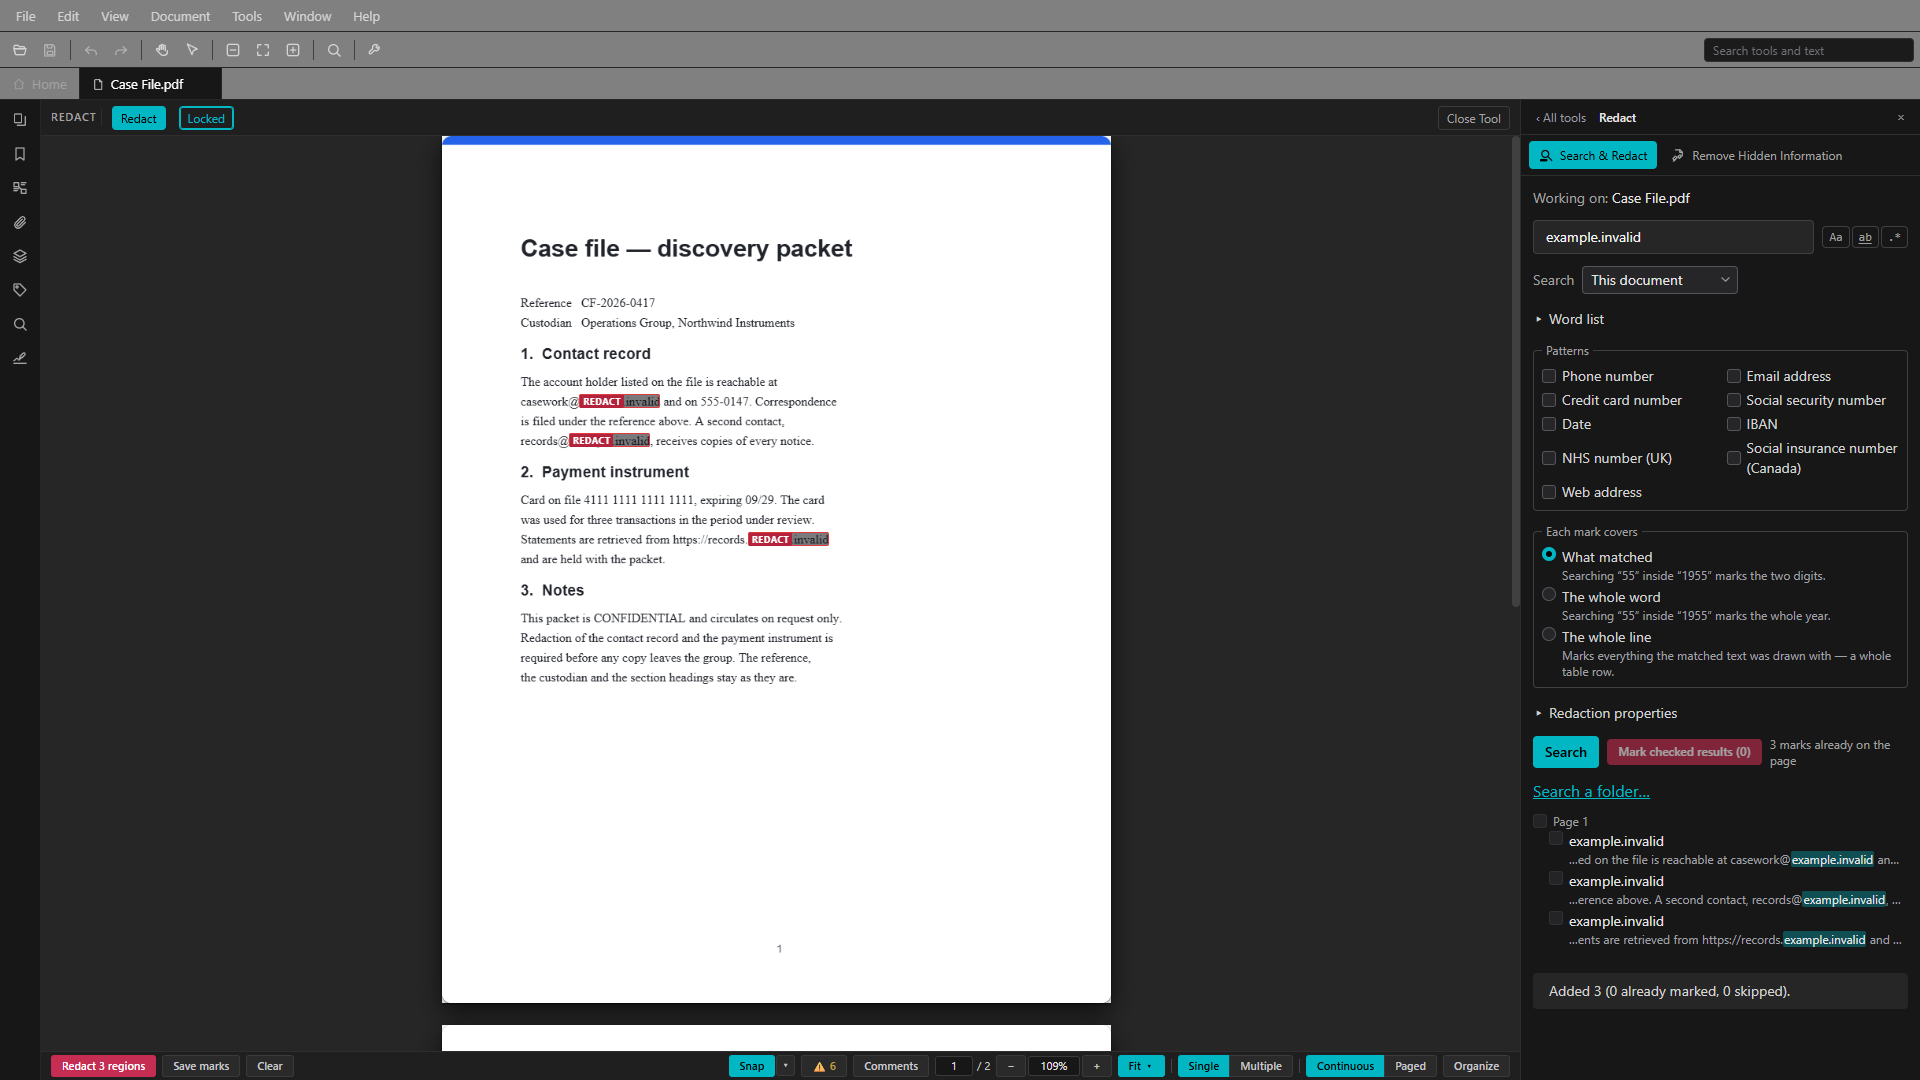 File Edit View Document Tools Window Help
Search tools and text
Home Case File.pdf
REDACT Redact Locked Close Tool
‹ All tools Redact ×
Search & Redact Remove Hidden Information
Working on: Case File.pdf
example.invalid Aa ab .*
Search This document
Word list
Patterns
Phone number Email address
Credit card number Social security number
Date IBAN
NHS number (UK) Social insurance number (Canada)
Web address
Each mark covers
What matched
Searching “55” inside “1955” marks the two digits.
The whole word
Searching “55” inside “1955” marks the whole year.
The whole line
Marks everything the matched text was drawn with — a whole
table row.
Redaction properties
Search Mark checked results (0) 3 marks already on the page
Search a folder...
Page 1
example.invalid
...ed on the file is reachable at casework@example.invalid an...
example.invalid
...erence above. A second contact, records@example.invalid, ...
example.invalid
...ents are retrieved from https://records.example.invalid and ...
Added 3 (0 already marked, 0 skipped).
Case file — discovery packet
Reference CF-2026-0417
Custodian Operations Group, Northwind Instruments
1. Contact record
The account holder listed on the file is reachable at
casework@ REDACT invalid and on 555-0147. Correspondence
is filed under the reference above. A second contact,
records@ REDACT invalid, receives copies of every notice.
2. Payment instrument
Card on file 4111 1111 1111 1111, expiring 09/29. The card
was used for three transactions in the period under review.
Statements are retrieved from https://records. REDACT invalid
and are held with the packet.
3. Notes
This packet is CONFIDENTIAL and circulates on request only.
Redaction of the contact record and the payment instrument is
required before any copy leaves the group. The reference,
the custodian and the section headings stay as they are.
1
Redact 3 regions Save marks Clear Snap 6 Comments 1 / 2 − 109% + Fit Single Multiple Continuous Paged Organize